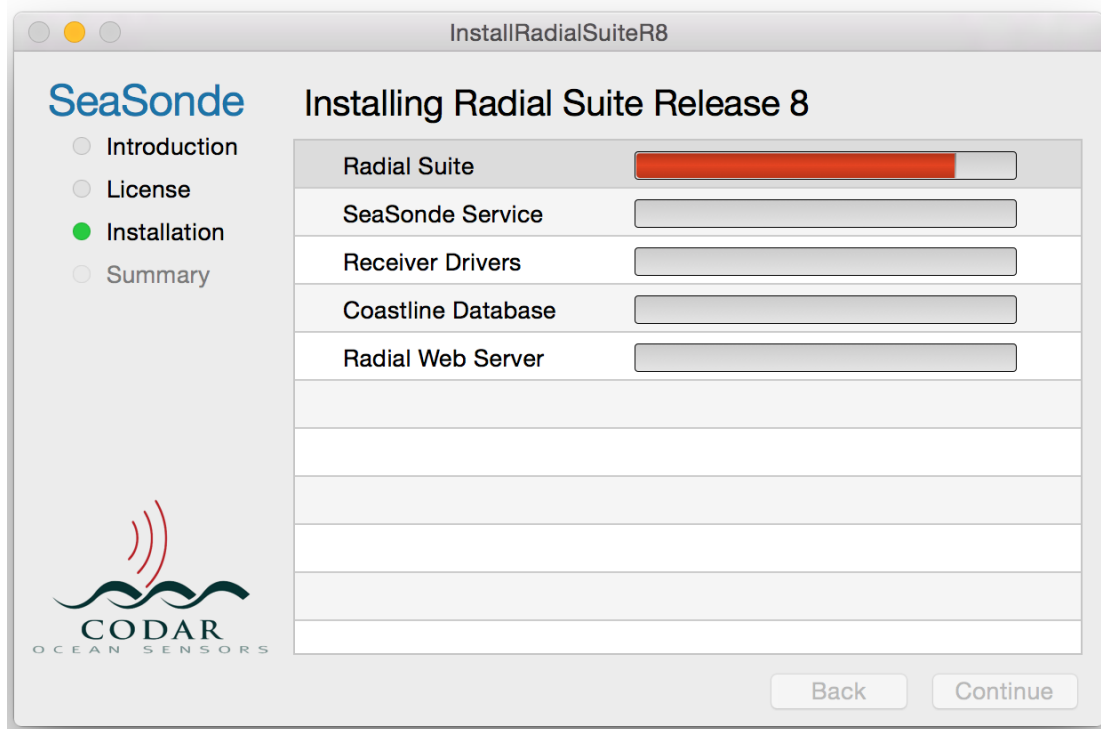 InstallRadialSuiteR8
SeaSonde
Introduction
License
Installation
Summary
Installing Radial Suite Release 8
Radial Suite
SeaSonde Service
Receiver Drivers
Coastline Database
Radial Web Server
CODAR
OCEAN SENSORS
Back
Continue